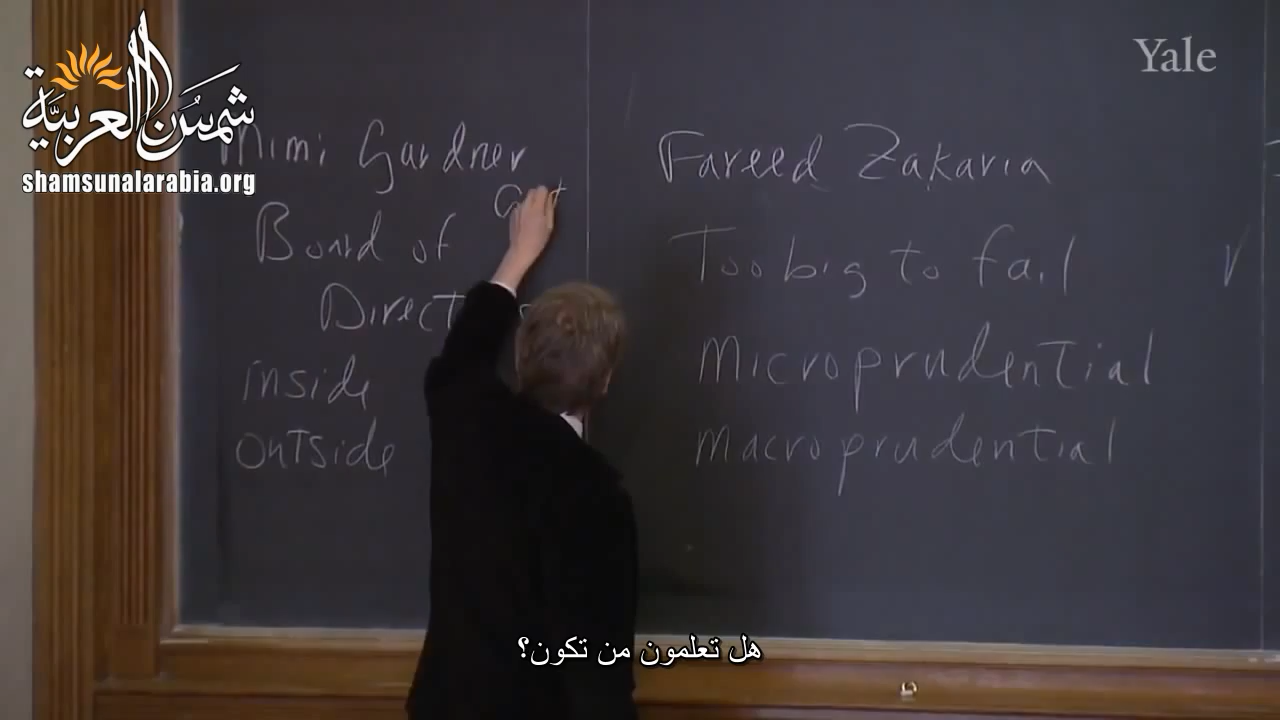 شمس العربية
shamsunalarabia.org
Yale
Mimi Gardner
Board of
Direct
inside
outside
Fareed Zakaria
Too big to fail
Microprudential
macroprudential
هل تعلمون من تكون؟